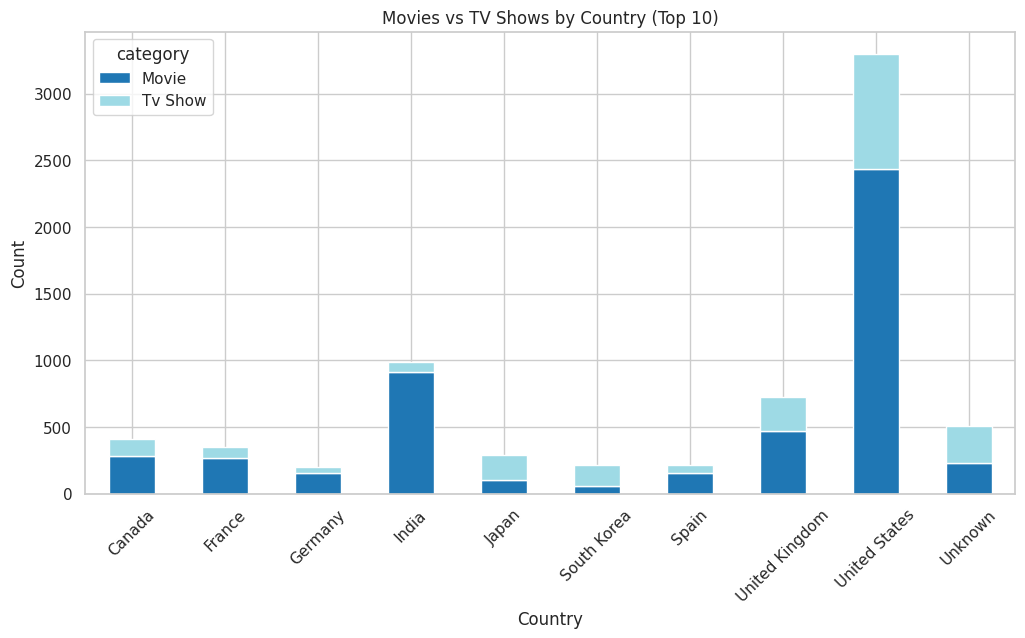 Movies vs TV Shows by Country (Top 10)
category
Movie
Tv Show
Count
3000
2500
2000
1500
1000
500
0
Canada
France
Germany
India
Japan
South Korea
Spain
United Kingdom
United States
Unknown
Country